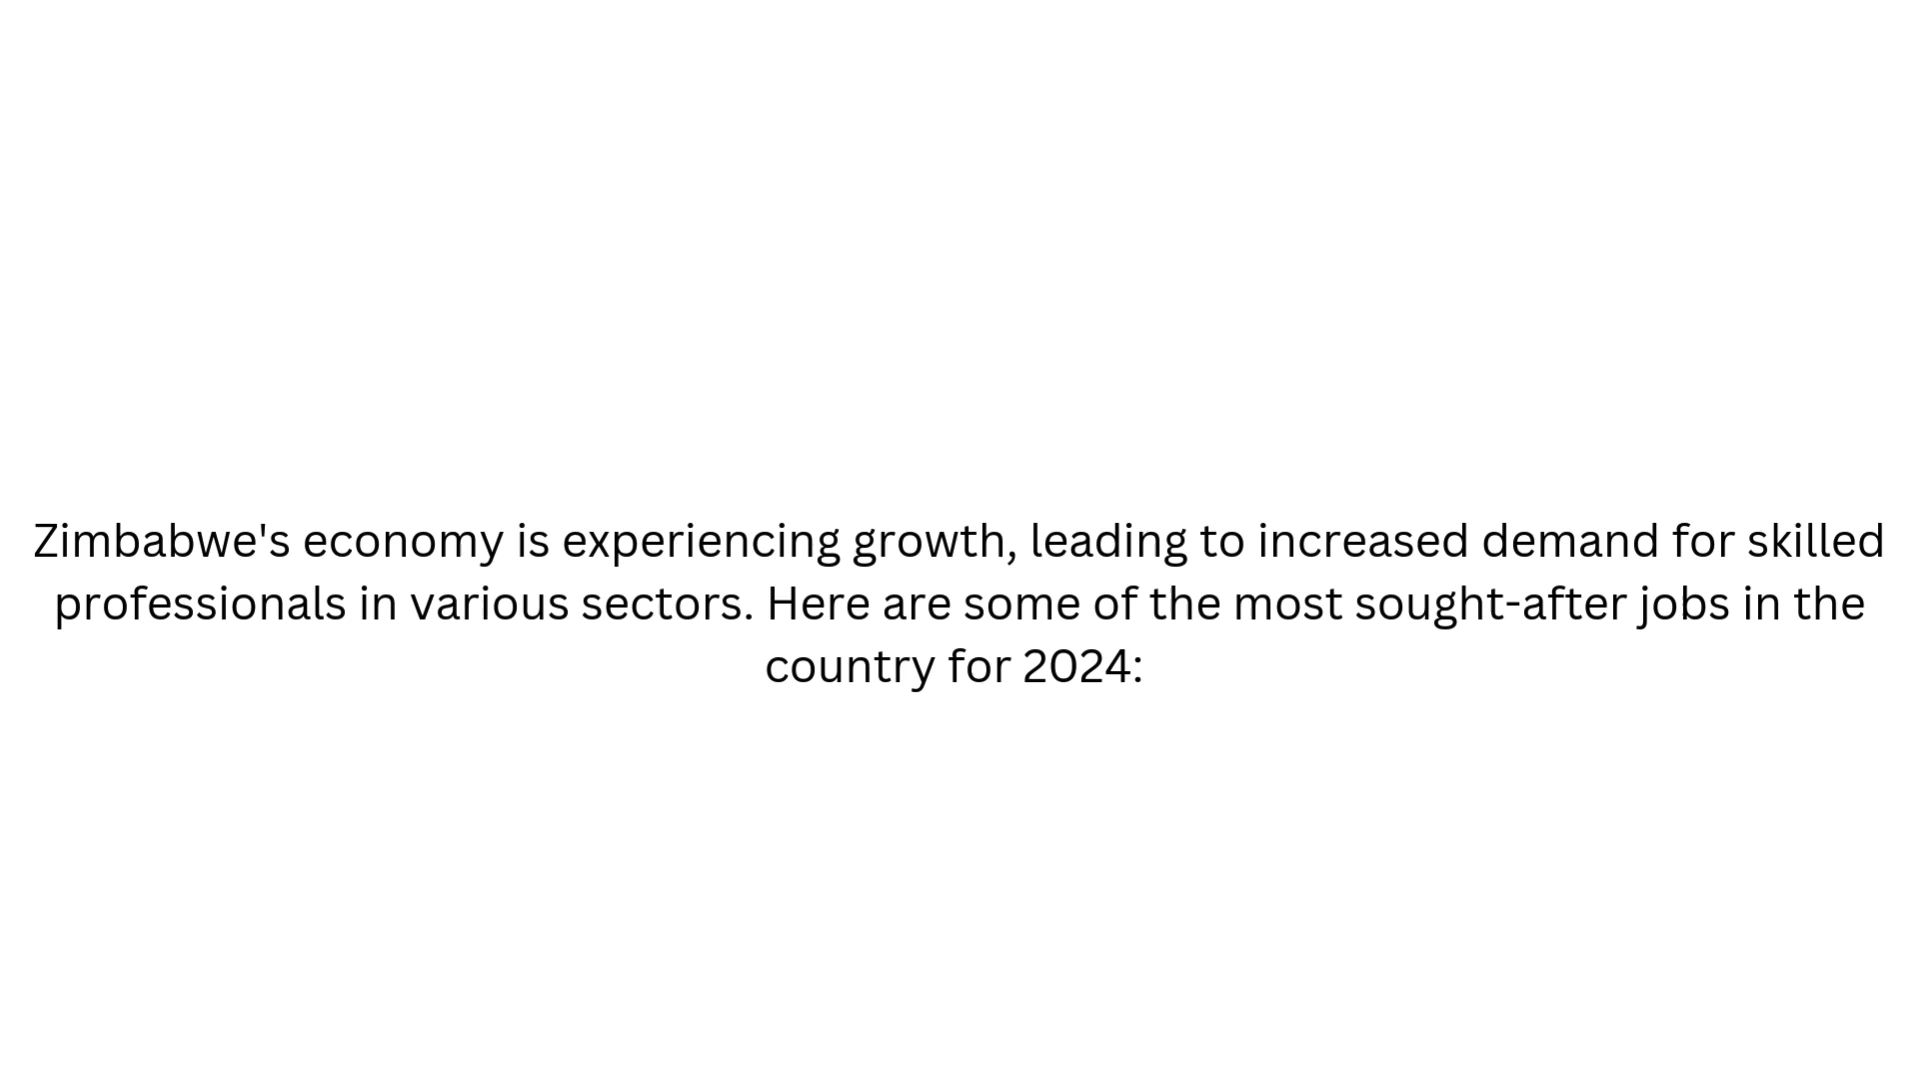 Zimbabwe's economy is experiencing growth, leading to increased demand for skilled
professionals in various sectors. Here are some of the most sought-after jobs in the
country for 2024: